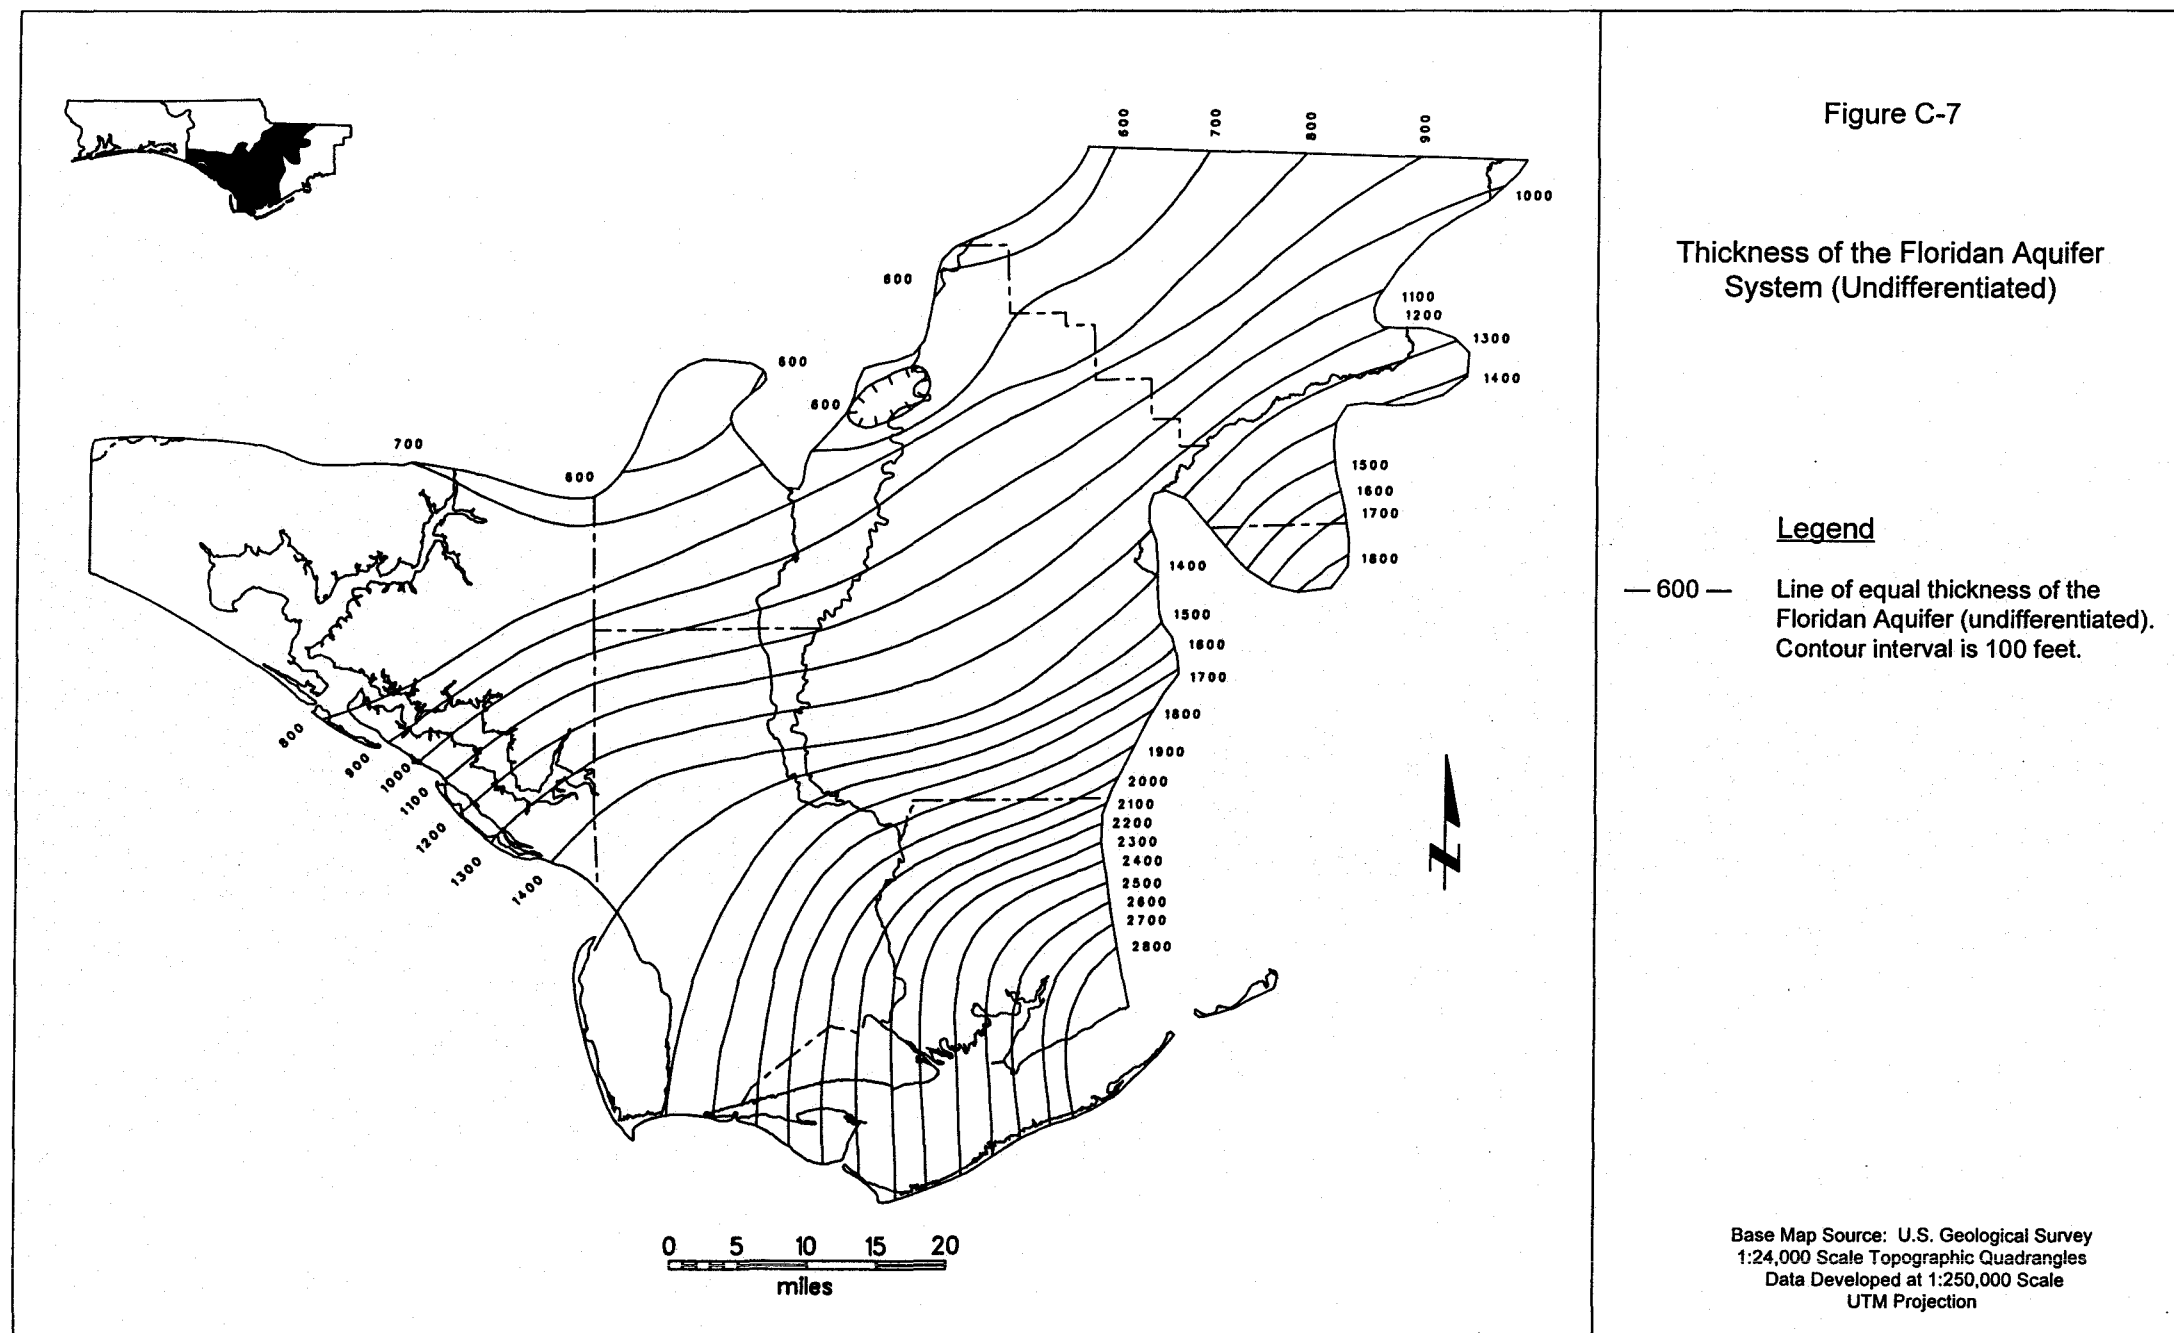 Figure C-7
Thickness of the Floridan Aquifer
System (Undifferentiated)
Legend
— 600 —
Line of equal thickness of the
Floridan Aquifer (undifferentiated).
Contour interval is 100 feet.
600
700
800
900
1000
600
1100
1200
1300
600
1400
600
700
1500
600
1600
1700
1800
1400
1500
1600
1700
1800
800
1900
900
1000
2000
1100
2100
2200
1200
2300
2400
1300
2500
1400
2600
2700
2800
0 5 10 15 20
miles
Base Map Source: U.S. Geological Survey
1:24,000 Scale Topographic Quadrangles
Data Developed at 1:250,000 Scale
UTM Projection